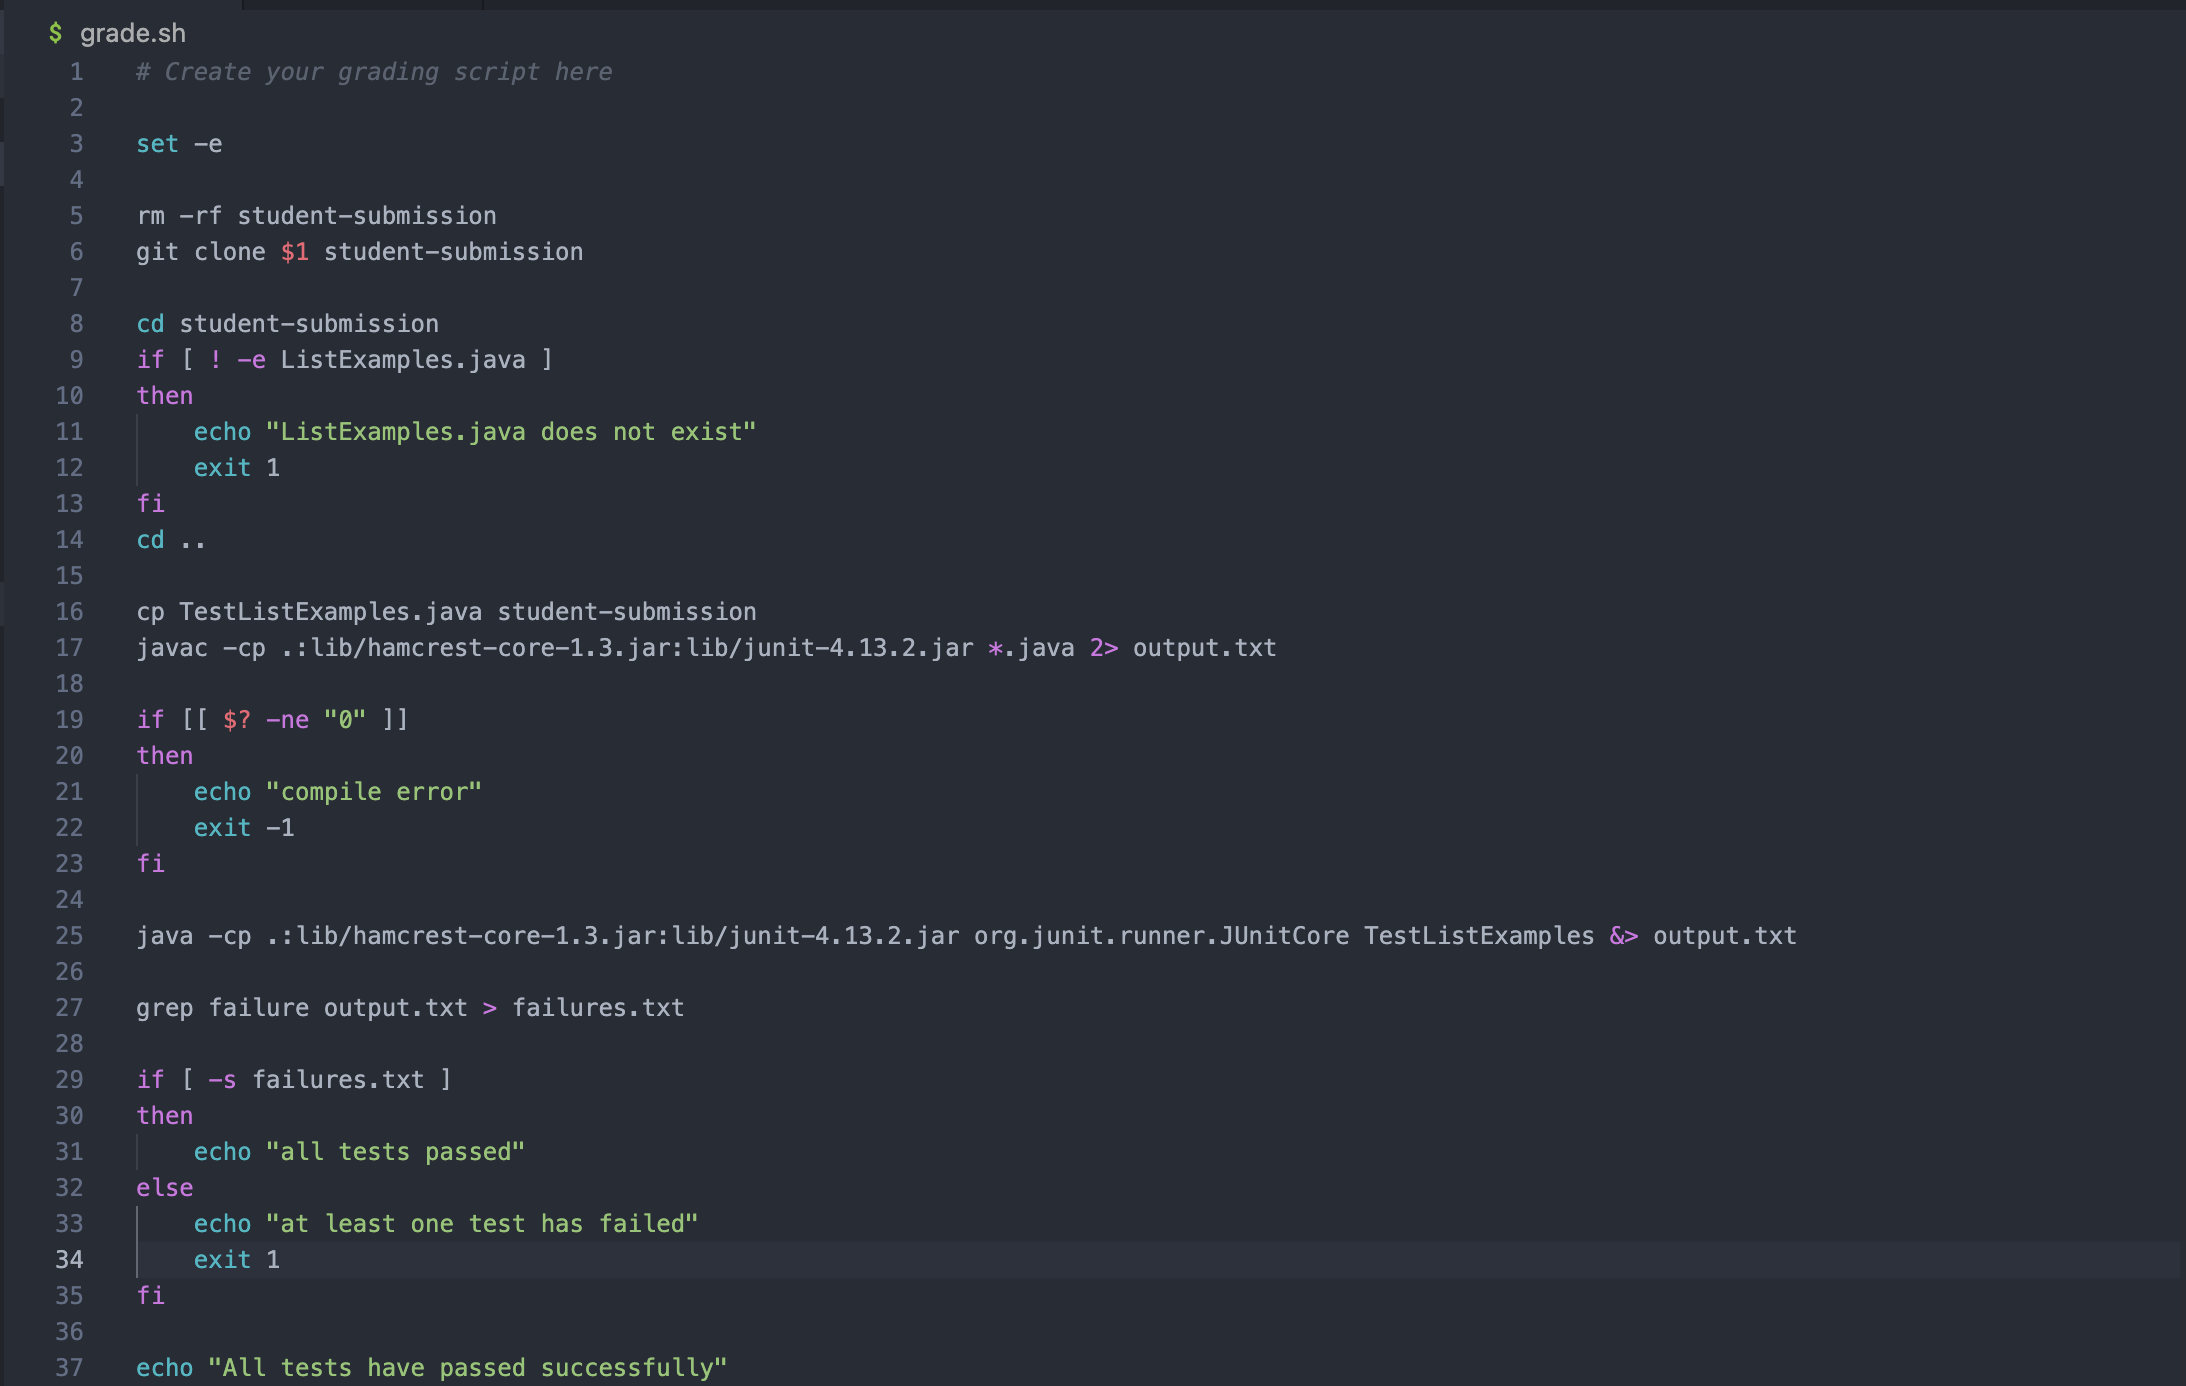 $ grade.sh
1 # Create your grading script here
2
3 set -e
4
5 rm -rf student-submission
6 git clone $1 student-submission
7
8 cd student-submission
9 if [ ! -e ListExamples.java ]
10 then
11     echo "ListExamples.java does not exist"
12     exit 1
13 fi
14 cd ..
15
16 cp TestListExamples.java student-submission
17 javac -cp .:lib/hamcrest-core-1.3.jar:lib/junit-4.13.2.jar *.java 2> output.txt
18
19 if [[ $? -ne "0" ]]
20 then
21     echo "compile error"
22     exit -1
23 fi
24
25 java -cp .:lib/hamcrest-core-1.3.jar:lib/junit-4.13.2.jar org.junit.runner.JUnitCore TestListExamples &> output.txt
26
27 grep failure output.txt > failures.txt
28
29 if [ -s failures.txt ]
30 then
31     echo "all tests passed"
32 else
33     echo "at least one test has failed"
34     exit 1
35 fi
36
37 echo "All tests have passed successfully"